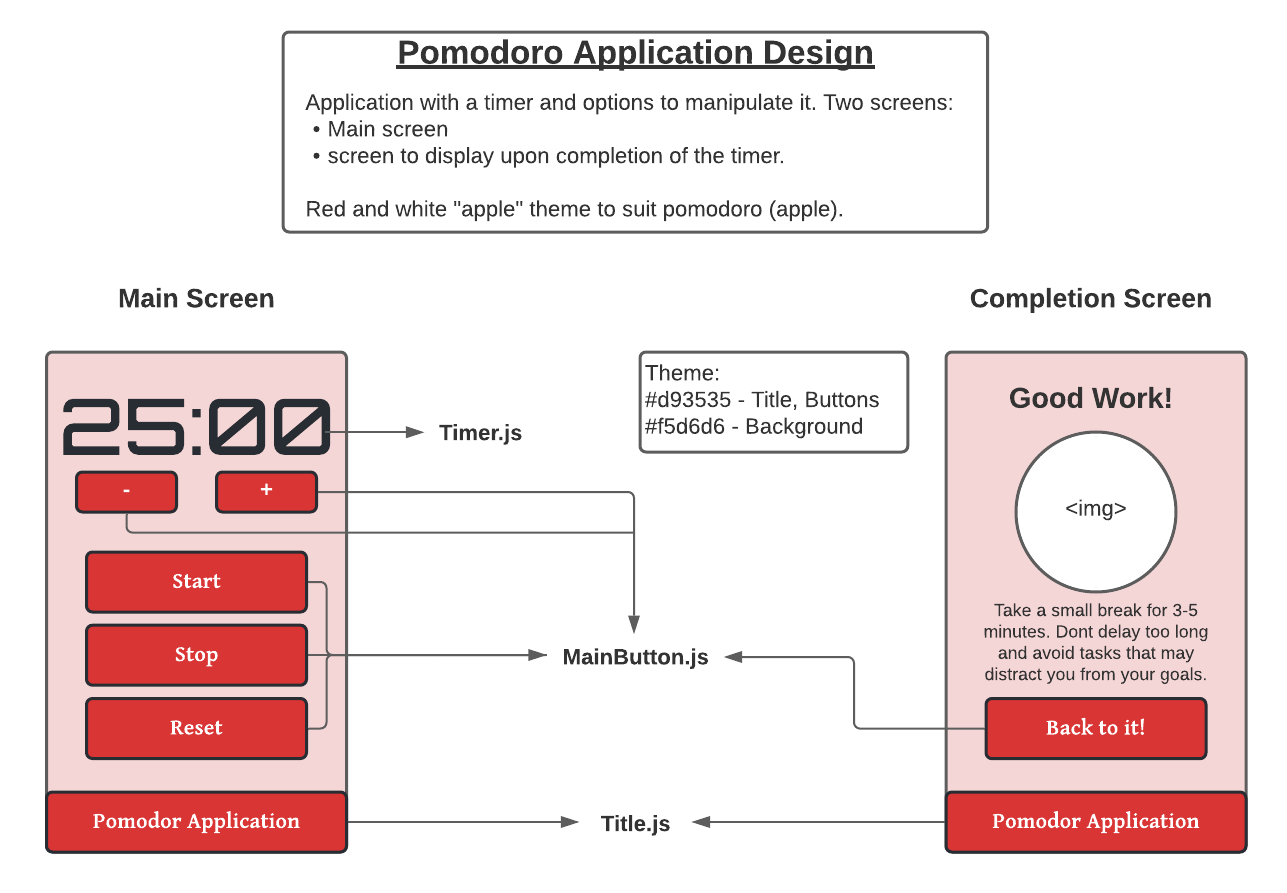 Pomodoro Application Design
Application with a timer and options to manipulate it. Two screens:
• Main screen
• screen to display upon completion of the timer.
Red and white "apple" theme to suit pomodoro (apple).
Main Screen
Completion Screen
25:00
Timer.js
- +
Start
Stop
Reset
Pomodor Application
Theme:
#d93535 - Title, Buttons
#f5d6d6 - Background
MainButton.js
Title.js
Good Work!
<img>
Take a small break for 3-5
minutes. Dont delay too long
and avoid tasks that may
distract you from your goals.
Back to it!
Pomodor Application